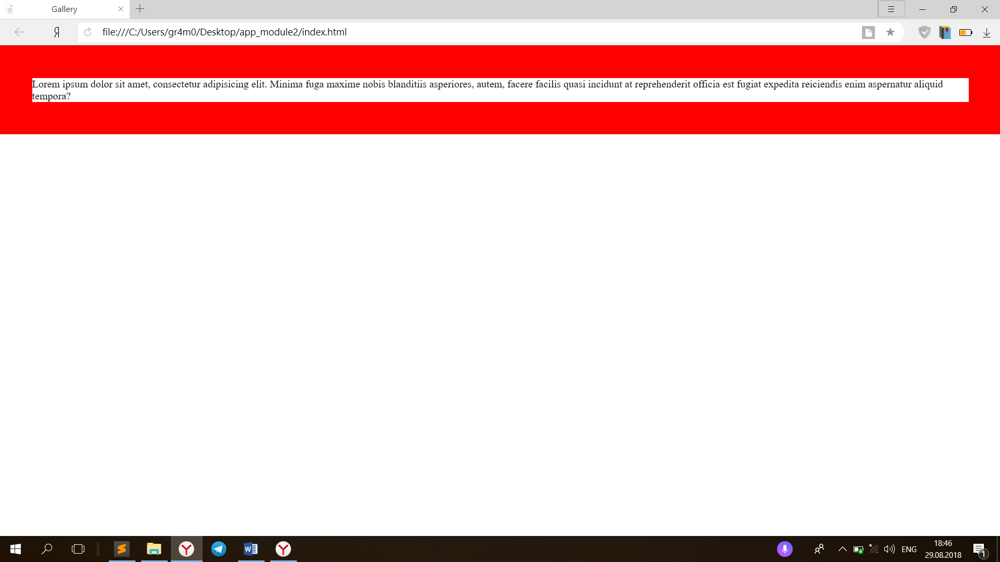 Gallery
file:///C:/Users/gr4m0/Desktop/app_module2/index.html
Lorem ipsum dolor sit amet, consectetur adipisicing elit. Minima fuga maxime nobis blanditiis asperiores, autem, facere facilis quasi incidunt at reprehenderit officia est fugiat expedita reiciendis enim aspernatur aliquid
tempora?
ENG
18:46
29.08.2018
1